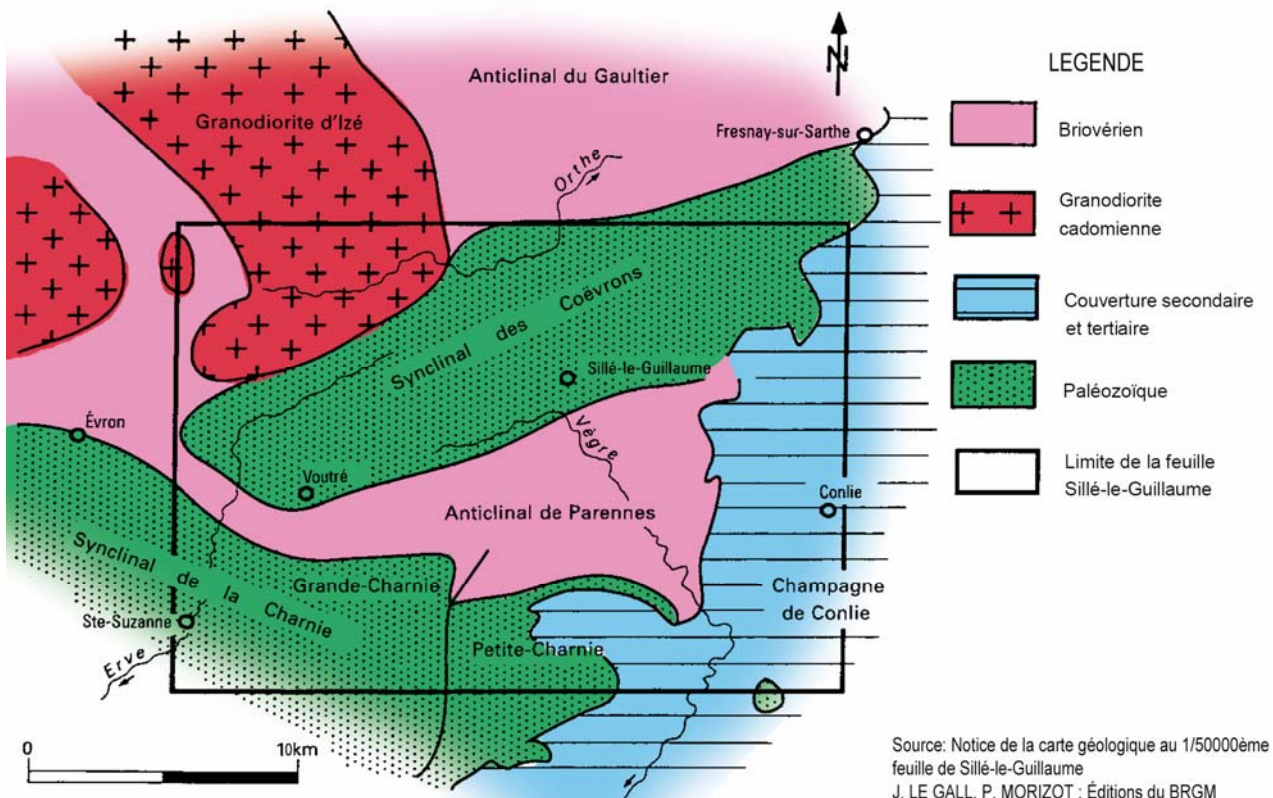 Anticlinal du Gaultier
N
Granodiorite d'Izé
Fresnay-sur-Sarthe
Orthe
Synclinal des Coëvrons
Sillé-le-Guillaume
Évron
Vègre
Voutré
Conlie
Anticlinal de Parennes
Synclinal de la Charnie
Grande-Charnie
Champagne
de Conlie
Ste-Suzanne
Petite-Charnie
Erve
0 10km
LEGENDE
Briovérien
Granodiorite
cadomienne
Couverture secondaire
et tertiaire
Paléozoïque
Limite de la feuille
Sillé-le-Guillaume
Source: Notice de la carte géologique au 1/50000ème
feuille de Sillé-le-Guillaume
J. LE GALL, P. MORIZOT : Éditions du BRGM